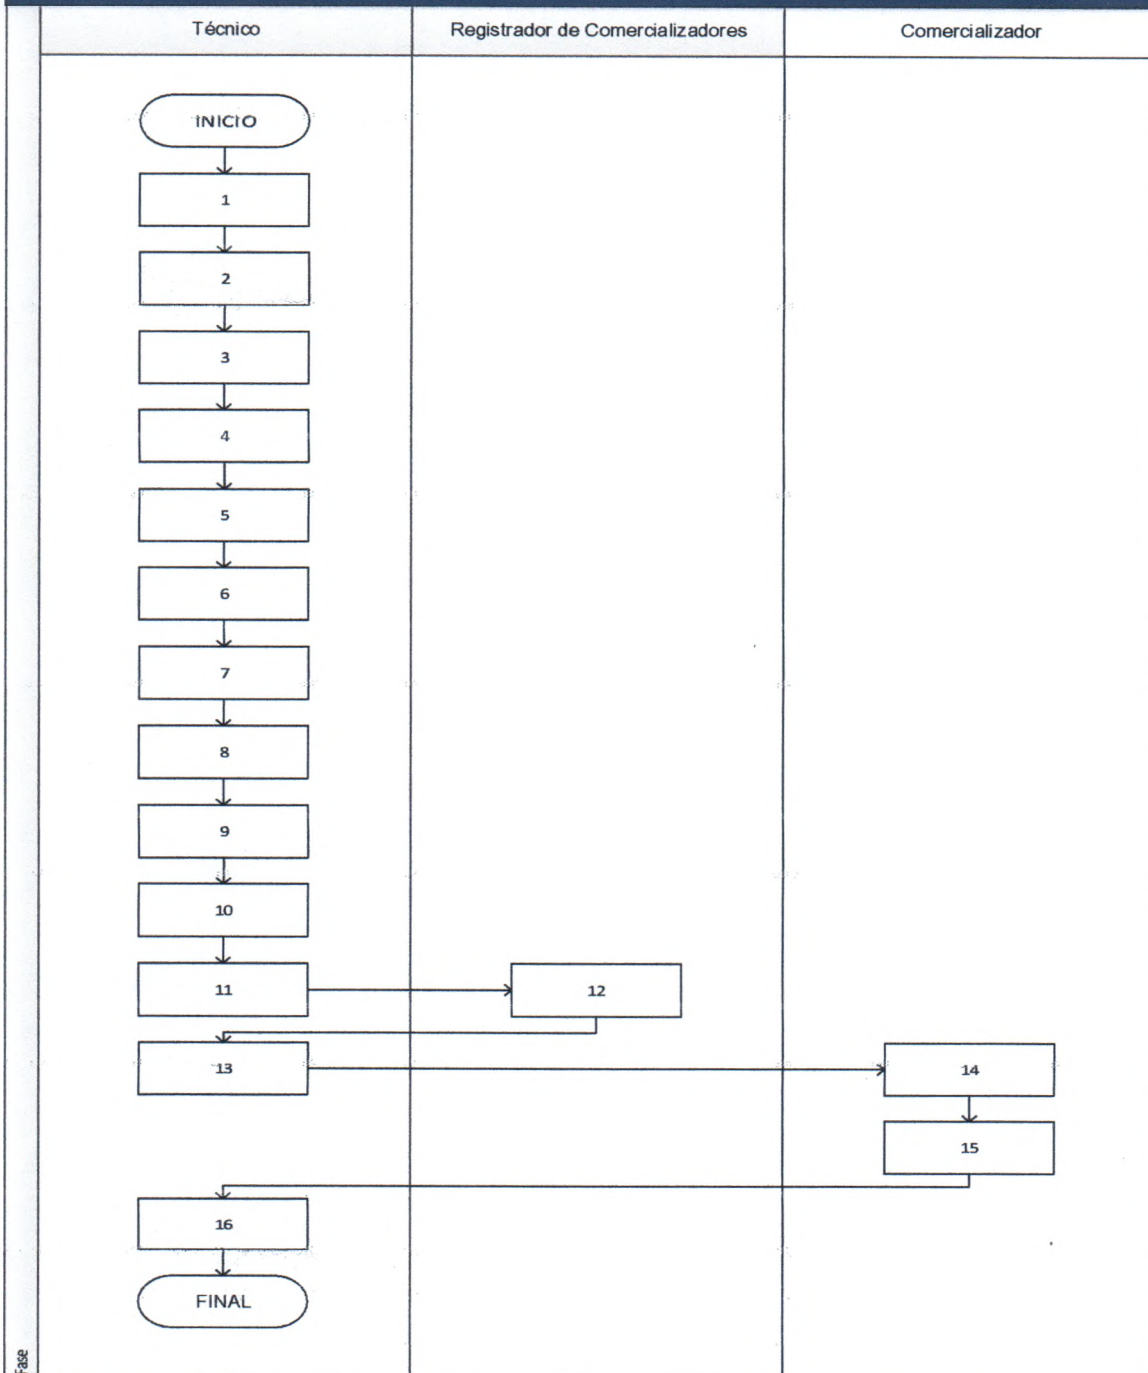 Técnico
Registrador de Comercializadores
Comercializador
INICIO
1
2
3
4
5
6
7
8
9
10
11
12
13
14
15
16
FINAL
Fase